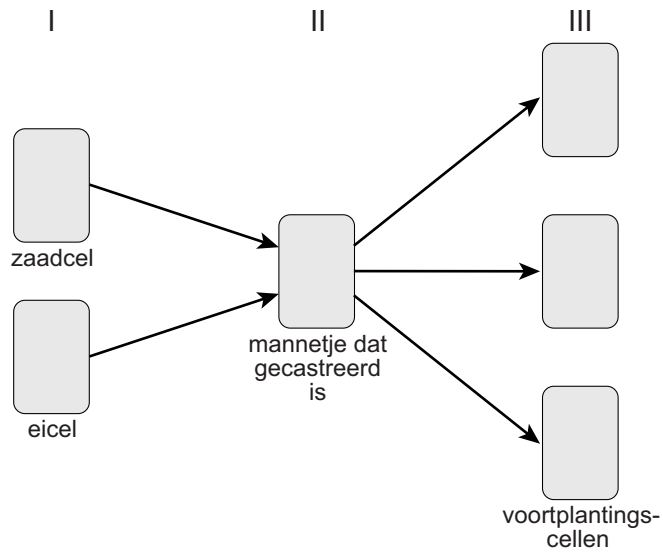 I
II
III
zaadcel
eicel
mannetje dat
gecastreerd
is
voortplantings-
cellen